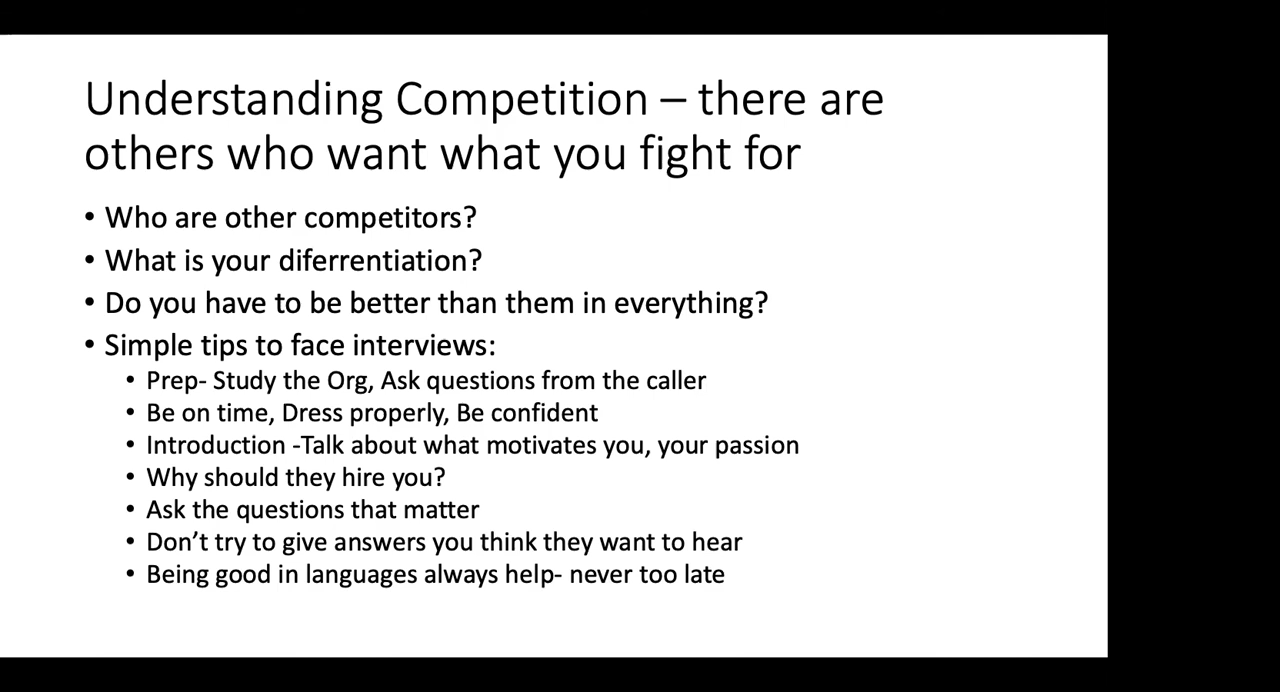 Understanding Competition – there are
others who want what you fight for
• Who are other competitors?
• What is your diferrentiation?
• Do you have to be better than them in everything?
• Simple tips to face interviews:
• Prep- Study the Org, Ask questions from the caller
• Be on time, Dress properly, Be confident
• Introduction -Talk about what motivates you, your passion
• Why should they hire you?
• Ask the questions that matter
• Don’t try to give answers you think they want to hear
• Being good in languages always help- never too late